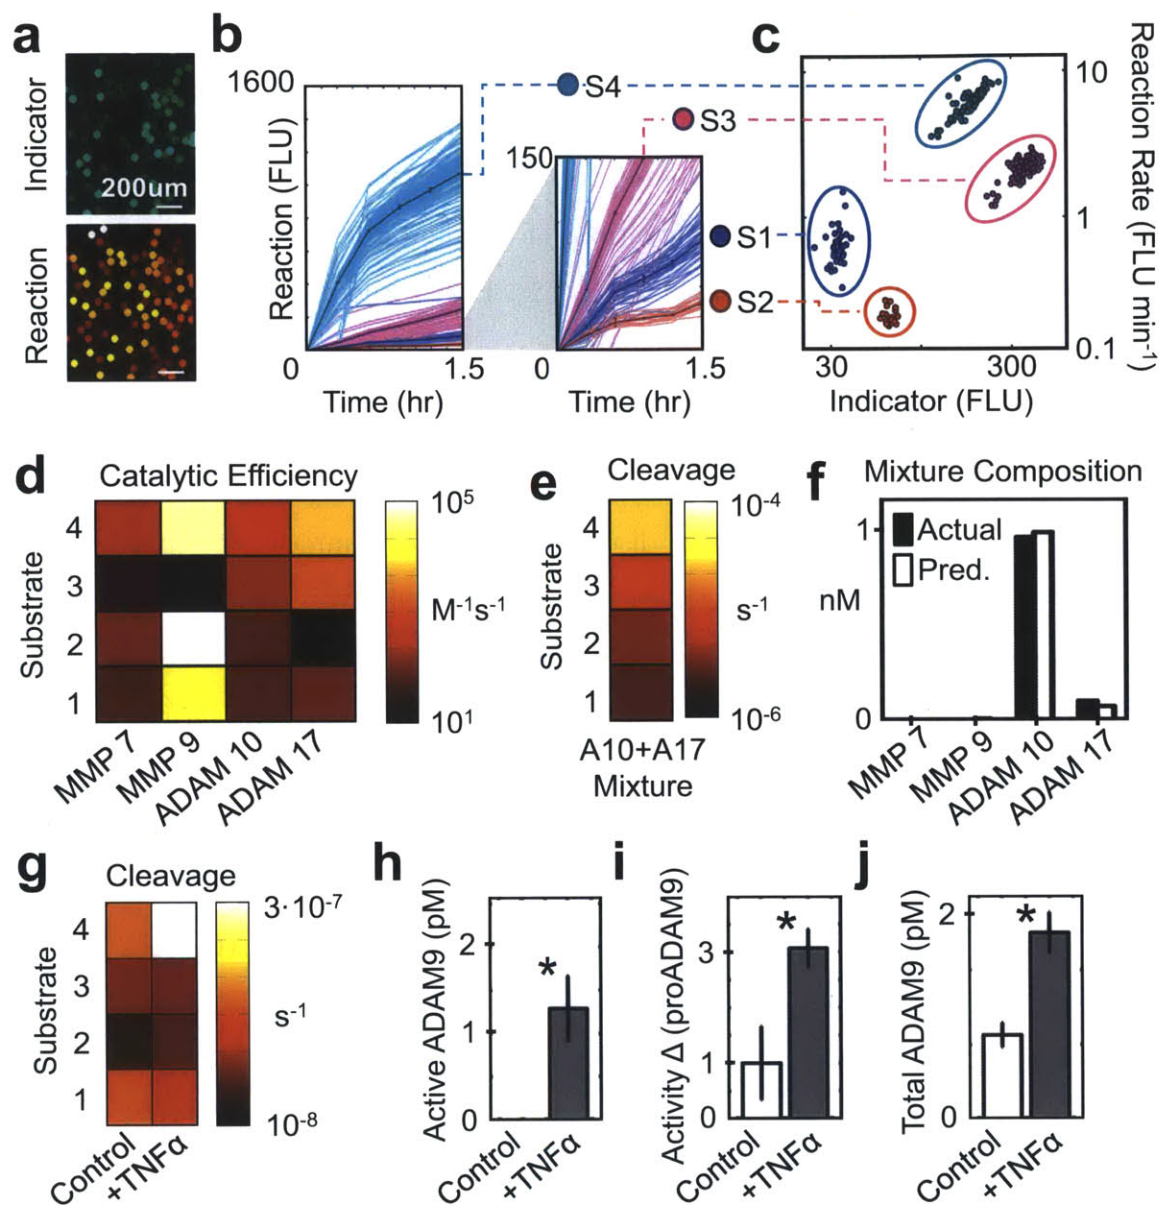 a
Indicator
200um
Reaction
b
1600
Reaction (FLU)
0
0
1.5
Time (hr)
150
0
0
1.5
Time (hr)
S4
S3
S1
S2
c
Reaction Rate (FLU min⁻¹)
10
1
0.1
30
300
Indicator (FLU)
d
Catalytic Efficiency
Substrate
4
3
2
1
MMP 7
MMP 9
ADAM 10
ADAM 17
10⁵
M⁻¹s⁻¹
10¹
e
Cleavage
Substrate
4
3
2
1
A10+A17
Mixture
10⁻⁴
s⁻¹
10⁻⁶
f
Mixture Composition
1
nM
0
Actual
Pred.
MMP 7
MMP 9
ADAM 10
ADAM 17
g
Cleavage
Substrate
4
3
2
1
Control
+TNFα
3·10⁻⁷
s⁻¹
10⁻⁸
h
Active ADAM9 (pM)
2
1
0
*
Control
+TNFα
i
Activity Δ (proADAM9)
3
1
0
*
Control
+TNFα
j
Total ADAM9 (pM)
2
0
*
Control
+TNFα